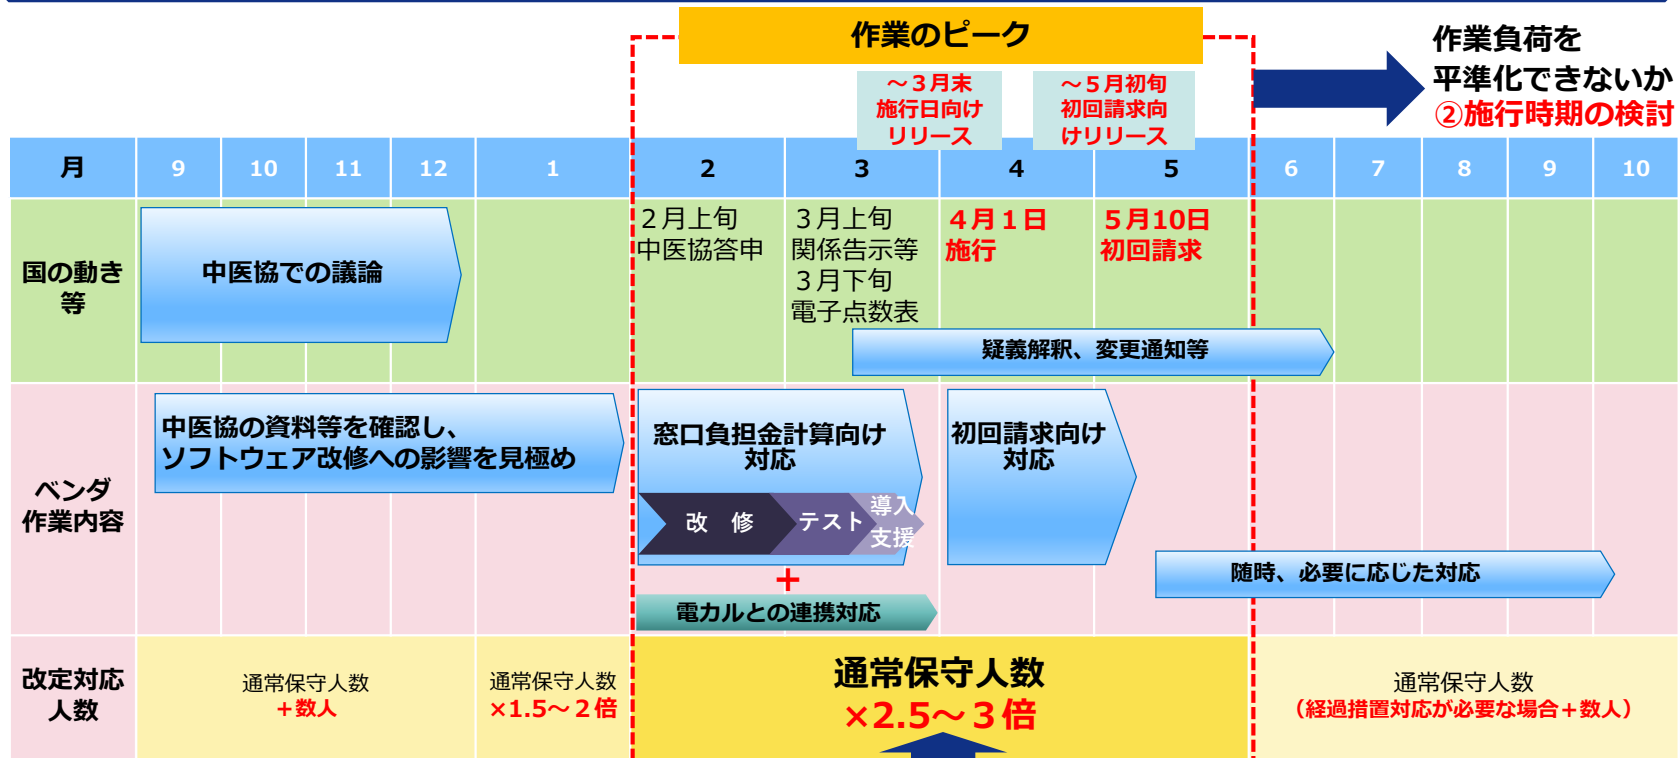 作業のピーク
～３月末
施行日向け
リリース
～５月初旬
初回請求向
けリリース
作業負荷を
平準化できないか
②施行時期の検討
月
9
10
11
12
1
2
3
4
5
6
7
8
9
10
国の動き
等
中医協での議論
２月上旬
中医協答申
３月上旬
関係告示等
３月下旬
電子点数表
４月１日
施行
５月10日
初回請求
疑義解釈、変更通知等
ベンダ
作業内容
中医協の資料等を確認し、
ソフトウェア改修への影響を見極め
窓口負担金計算向け
対応
改　修
テスト
導入
支援
+
電カルとの連携対応
初回請求向け
対応
随時、必要に応じた対応
改定対応
人数
通常保守人数
＋数人
通常保守人数
×1.5～２倍
通常保守人数
×2.5～３倍
通常保守人数
（経過措置対応が必要な場合＋数人）